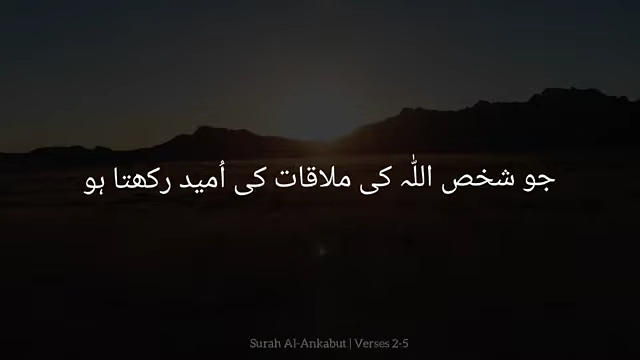 جو شخص اللّٰہ کی ملاقات کی اُمید رکھتا ہو
Surah Al-Ankabut | Verses 2-5